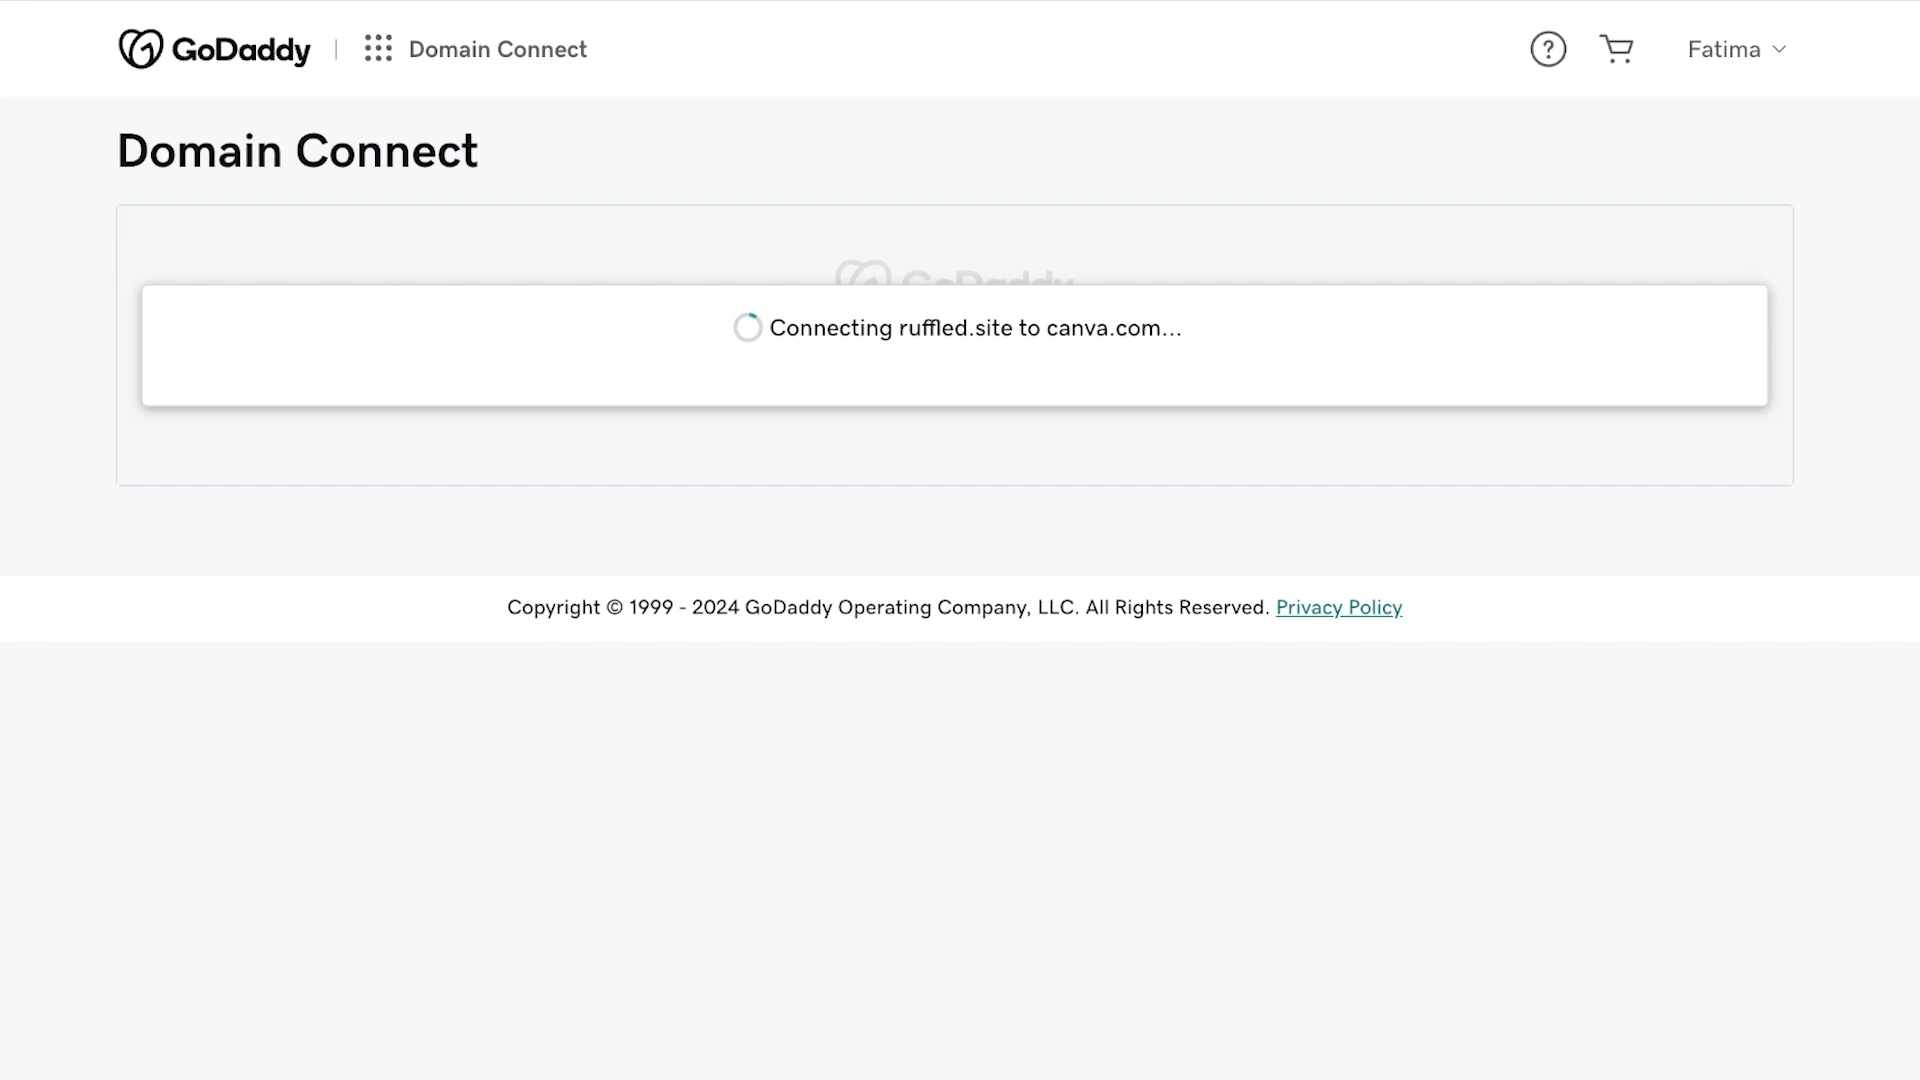 GoDaddy | Domain Connect ? Fatima
Domain Connect
GoDaddy
Connecting ruffled.site to canva.com...
Copyright © 1999 - 2024 GoDaddy Operating Company, LLC. All Rights Reserved. Privacy Policy